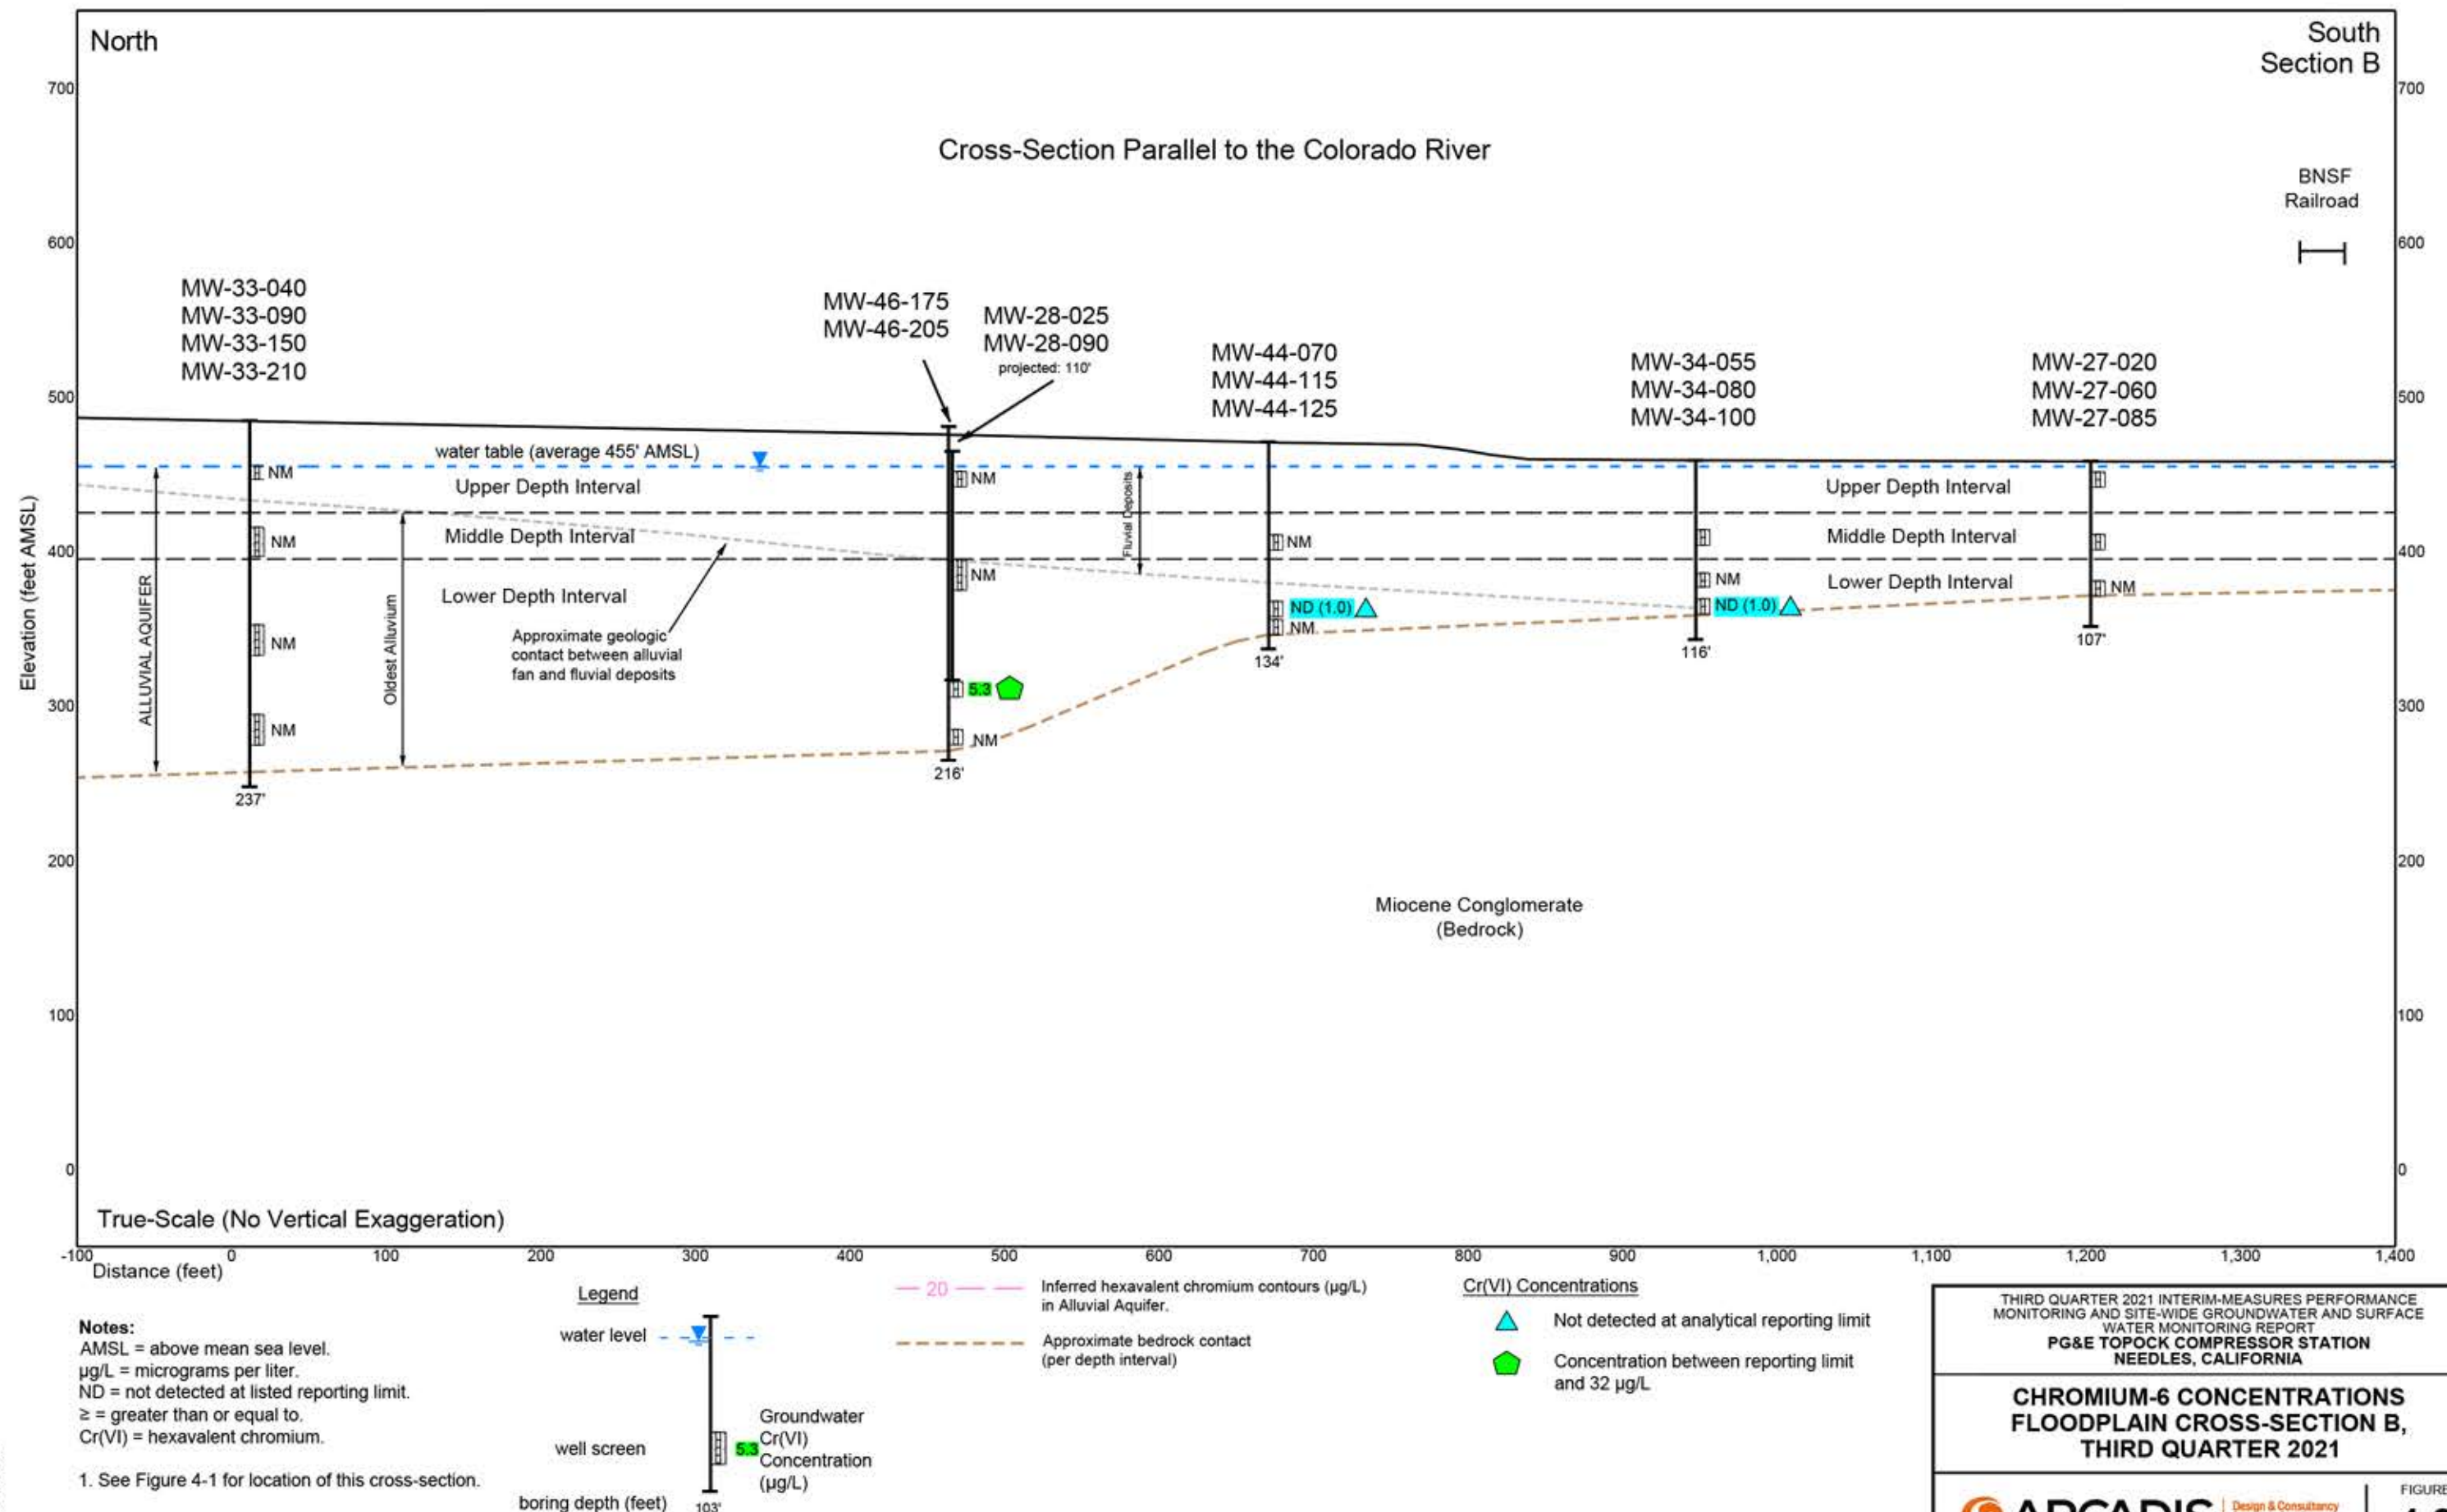 North
South
Section B
Cross-Section Parallel to the Colorado River
BNSF
Railroad
700
600
500
400
300
200
100
0
Elevation (feet AMSL)
700
600
500
400
300
200
100
0
MW-33-040
MW-33-090
MW-33-150
MW-33-210
MW-46-175
MW-46-205
MW-28-025
MW-28-090
projected: 110'
MW-44-070
MW-44-115
MW-44-125
MW-34-055
MW-34-080
MW-34-100
MW-27-020
MW-27-060
MW-27-085
water table (average 455' AMSL)
Upper Depth Interval
Middle Depth Interval
Lower Depth Interval
Upper Depth Interval
Middle Depth Interval
Lower Depth Interval
ALLUVIAL AQUIFER
Oldest Alluvium
Fluvial Deposits
Approximate geologic
contact between alluvial
fan and fluvial deposits
NM
NM
NM
NM
237'
NM
NM
5.3
NM
216'
NM
ND (1.0)
NM
134'
NM
ND (1.0)
116'
NM
107'
Miocene Conglomerate
(Bedrock)
True-Scale (No Vertical Exaggeration)
-100 0 100 200 300 400 500 600 700 800 900 1,000 1,100 1,200 1,300 1,400
Distance (feet)
Notes:
AMSL = above mean sea level.
µg/L = micrograms per liter.
ND = not detected at listed reporting limit.
≥ = greater than or equal to.
Cr(VI) = hexavalent chromium.
1. See Figure 4-1 for location of this cross-section.
Legend
water level
well screen
5.3
Groundwater
Cr(VI)
Concentration
(µg/L)
boring depth (feet)
103'
20
Inferred hexavalent chromium contours (µg/L)
in Alluvial Aquifer.
Approximate bedrock contact
(per depth interval)
Cr(VI) Concentrations
Not detected at analytical reporting limit
Concentration between reporting limit
and 32 µg/L
THIRD QUARTER 2021 INTERIM-MEASURES PERFORMANCE
MONITORING AND SITE-WIDE GROUNDWATER AND SURFACE
WATER MONITORING REPORT
PG&E TOPOCK COMPRESSOR STATION
NEEDLES, CALIFORNIA
CHROMIUM-6 CONCENTRATIONS
FLOODPLAIN CROSS-SECTION B,
THIRD QUARTER 2021
ARCADIS
Design & Consultancy
FIGURE